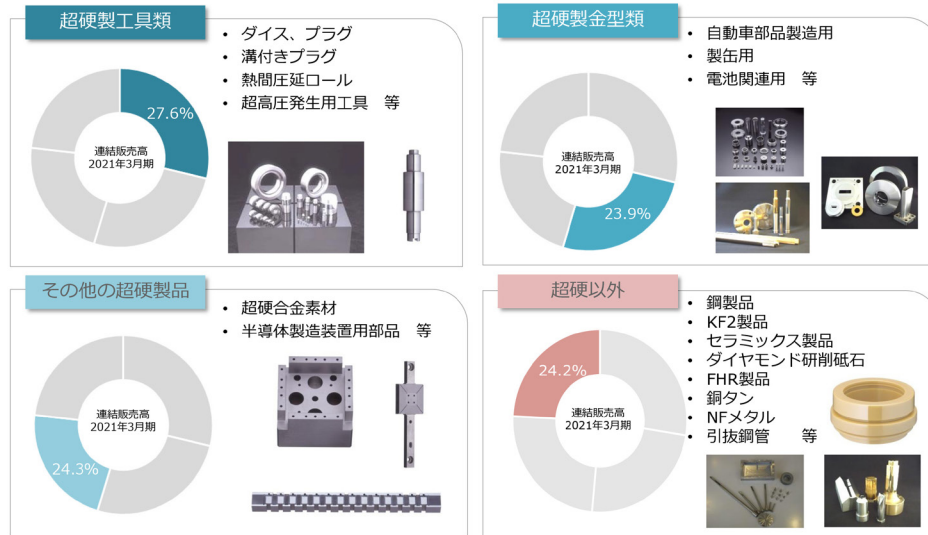 超硬製工具類
• ダイス、プラグ
• 溝付きプラグ
• 熱間圧延ロール
• 超高圧発生用工具　等
27.6%
連結販売高
2021年3月期
超硬製金型類
• 自動車部品製造用
• 製缶用
• 電池関連用　等
連結販売高
2021年3月期
23.9%
その他の超硬製品
• 超硬合金素材
• 半導体製造装置用部品　等
連結販売高
2021年3月期
24.3%
超硬以外
• 鋼製品
• KF2製品
• セラミックス製品
• ダイヤモンド研削砥石
• FHR製品
• 銅タン
• NFメタル
• 引抜鋼管　等
24.2%
連結販売高
2021年3月期